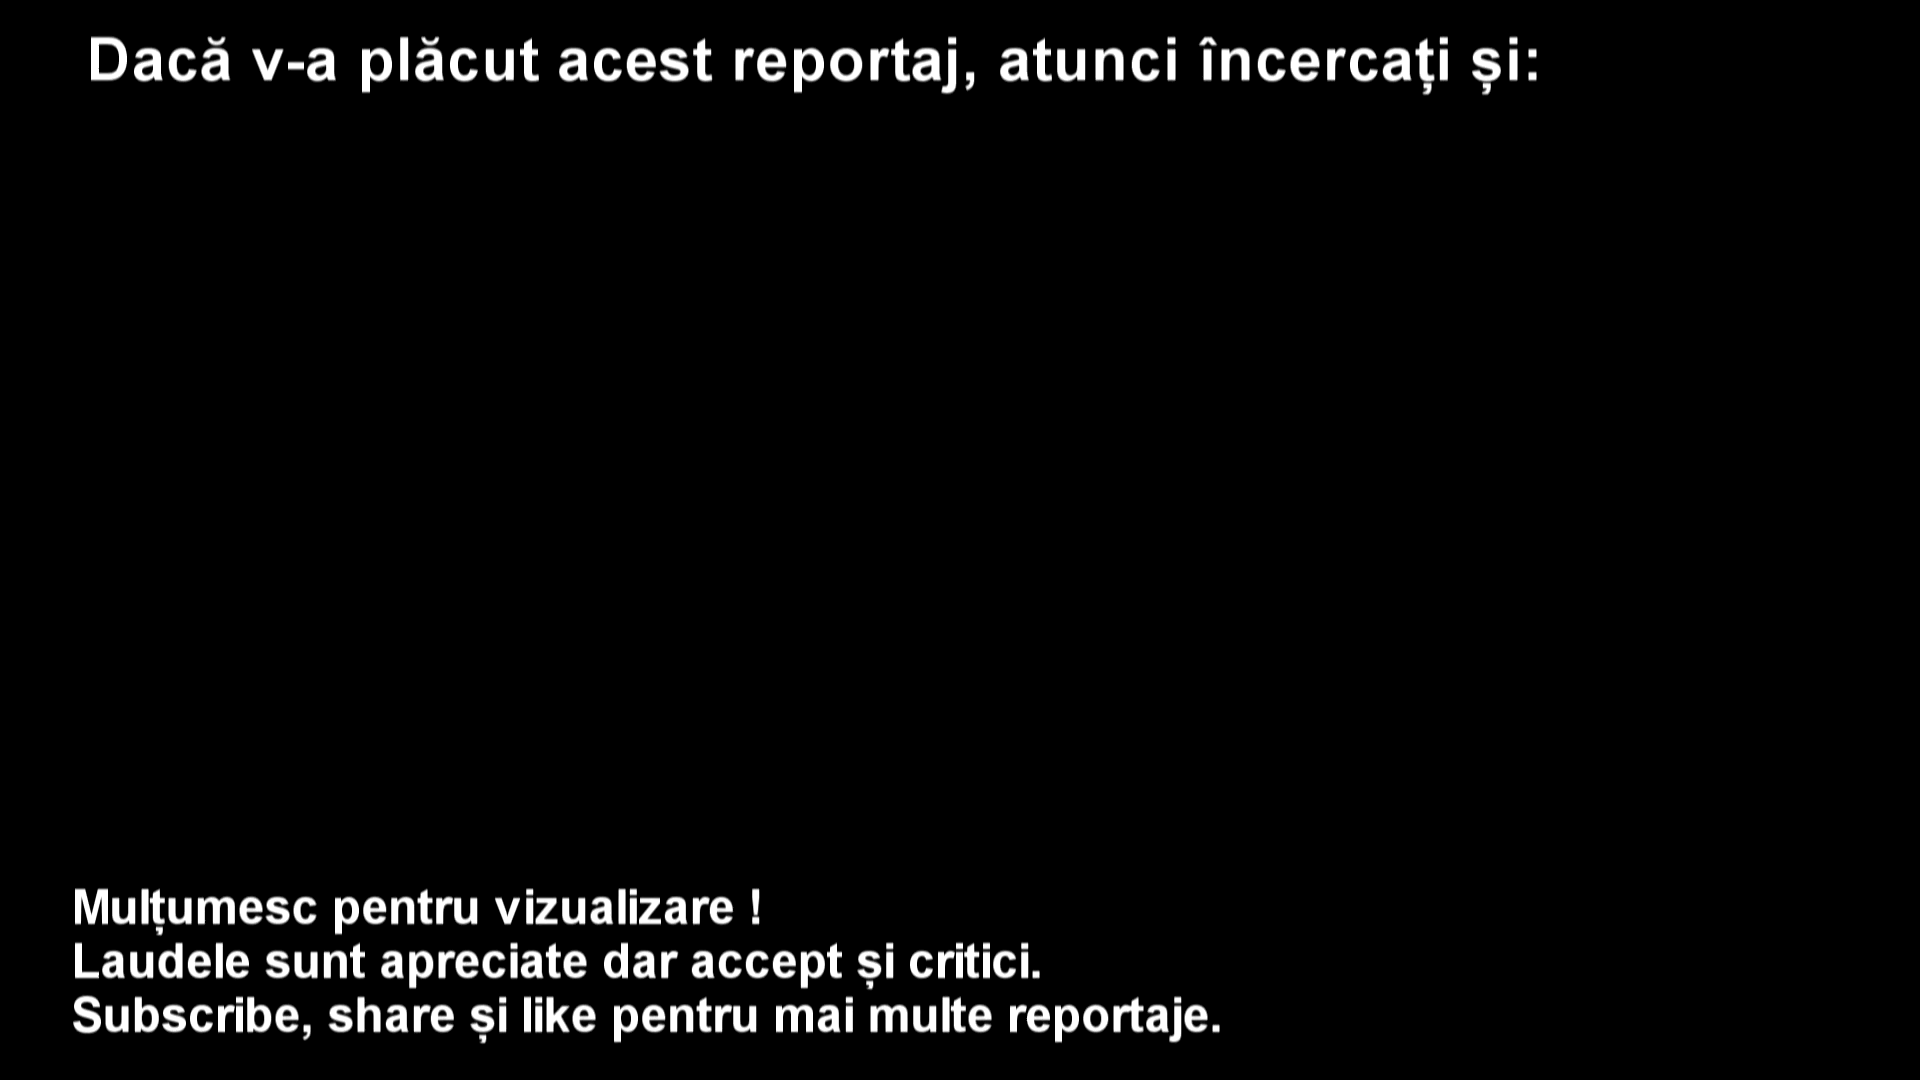 Dacă v-a plăcut acest reportaj, atunci încercați și:
Mulțumesc pentru vizualizare !
Laudele sunt apreciate dar accept și critici.
Subscribe, share și like pentru mai multe reportaje.